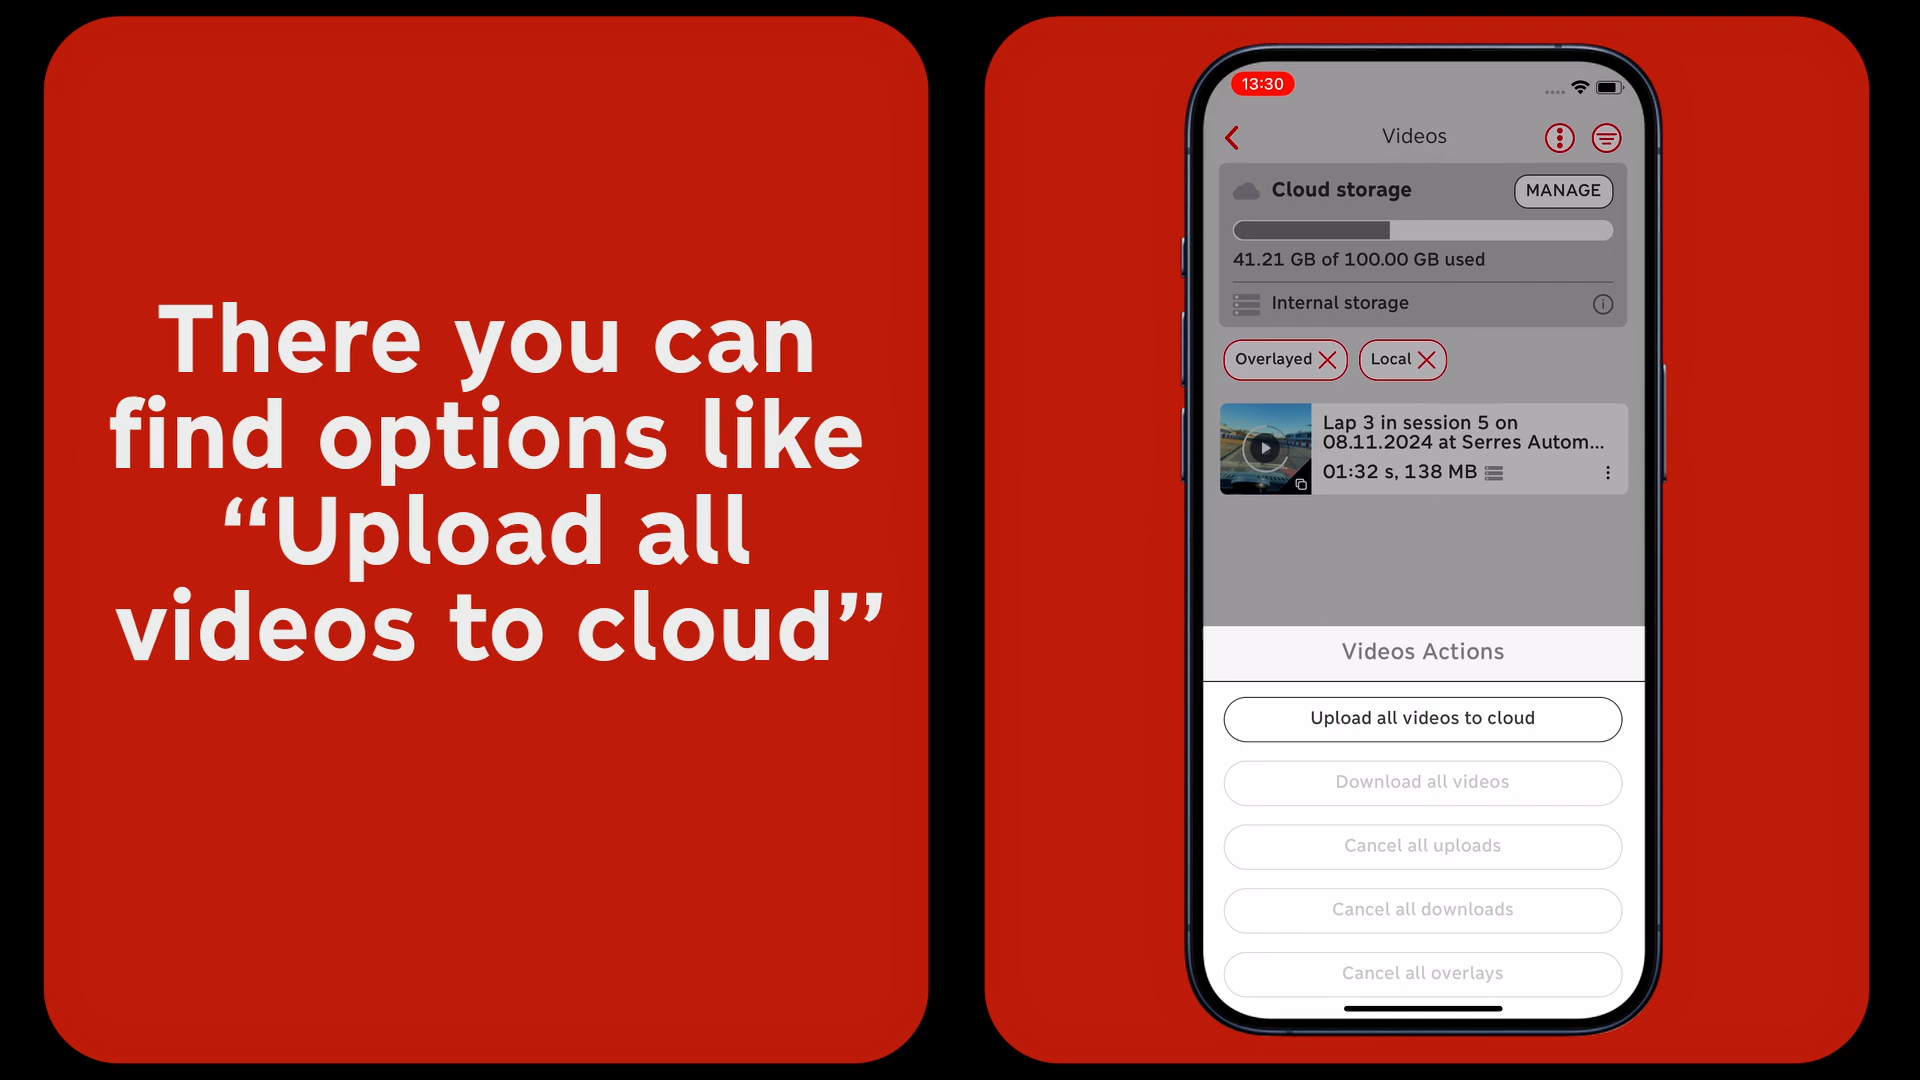 There you can
find options like
“Upload all
videos to cloud”
13:30
Videos
Cloud storage
MANAGE
41.21 GB of 100.00 GB used
Internal storage
Overlayed
Local
Lap 3 in session 5 on
08.11.2024 at Serres Autom...
01:32 s, 138 MB
Videos Actions
Upload all videos to cloud
Download all videos
Cancel all uploads
Cancel all downloads
Cancel all overlays